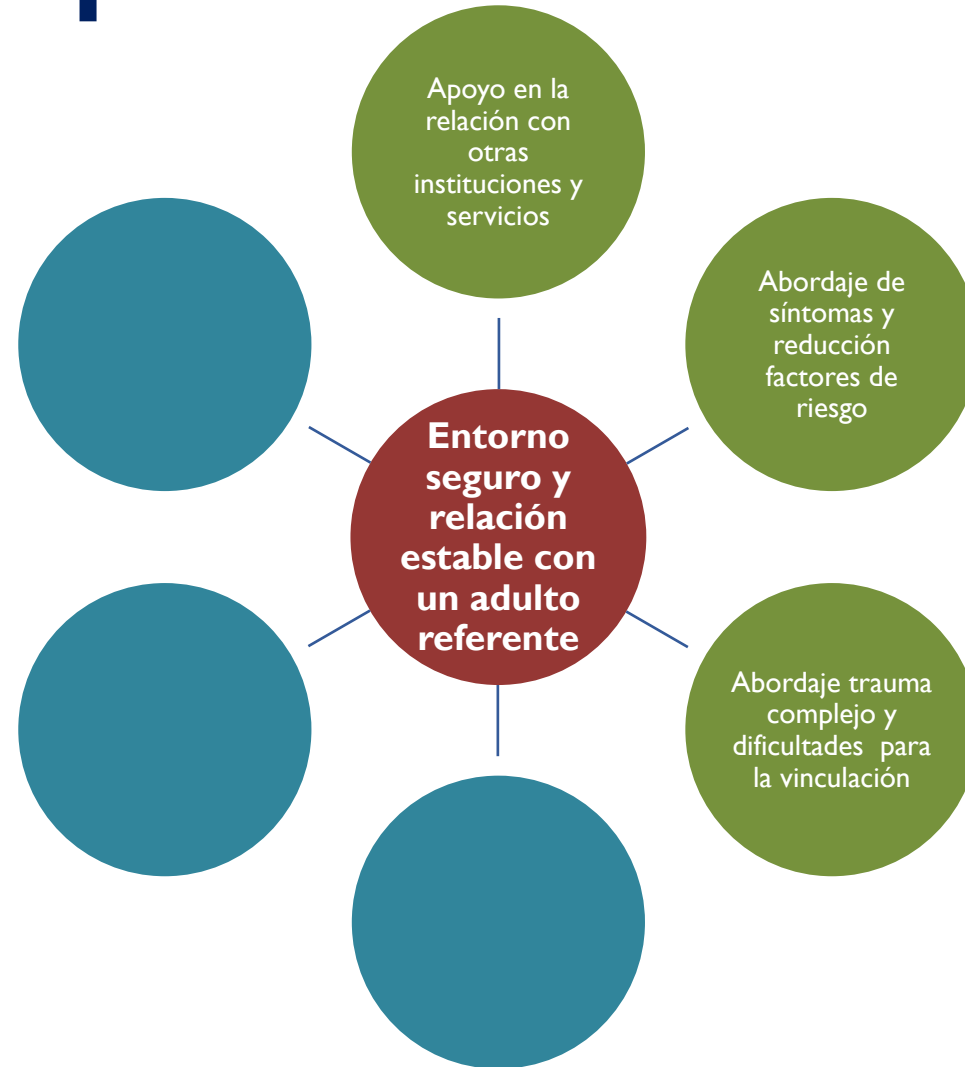 Apoyo en la
relación con
otras
instituciones y
servicios
Abordaje de
síntomas y
reducción
factores de
riesgo
Entorno
seguro y
relación
estable con
un adulto
referente
Abordaje trauma
complejo y
dificultades para
la vinculación